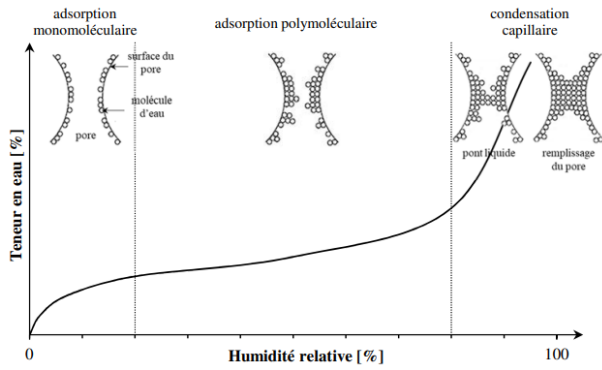 adsorption
monomoléculaire
adsorption polymoléculaire
condensation
capillaire
surface du
pore
molécule
d'eau
pore
pont liquide
remplissage
du pore
Teneur en eau [%]
0
Humidité relative [%]
100